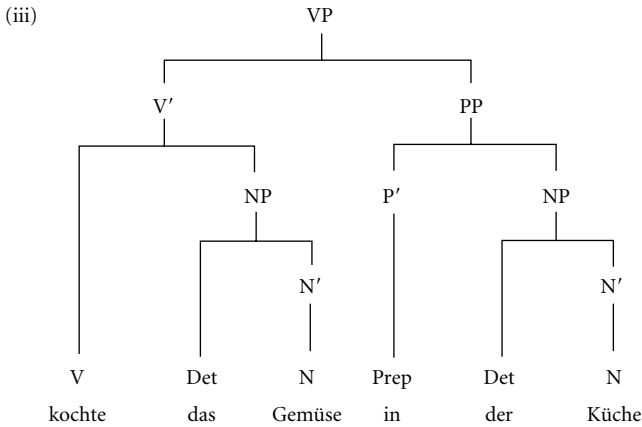 (iii) VP
V′ PP
NP P′ NP
N′ N′
V Det N Prep Det N
kochte das Gemüse in der Küche